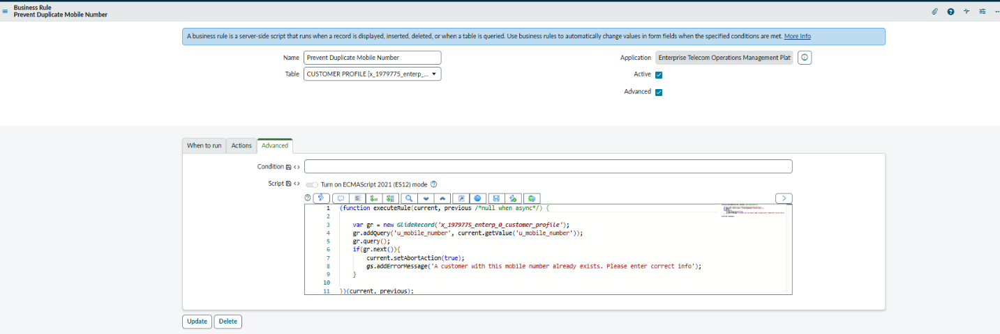 Business Rule
Prevent Duplicate Mobile Number
A business rule is a server-side script that runs when a record is displayed, inserted, deleted, or when a table is queried. Use business rules to automatically change values in form fields when the specified conditions are met. More Info
Name Prevent Duplicate Mobile Number
Application Enterprise Telecom Operations Management Plat
Table CUSTOMER PROFILE [x_1979775_enterp_...
Active
Advanced
When to run Actions Advanced
Condition
Script Turn on ECMAScript 2021 (ES12) mode
1 (function executeRule(current, previous /*null when async*/) {
2
3 var gr = new GlideRecord('x_1979775_enterp_0_customer_profile');
4 gr.addQuery('u_mobile_number', current.getValue('u_mobile_number'));
5 gr.query();
6 if(gr.next()){
7 current.setAbortAction(true);
8 gs.addErrorMessage('A customer with this mobile number already exists. Please enter correct info');
9 }
10
11 })(current, previous);
Update Delete